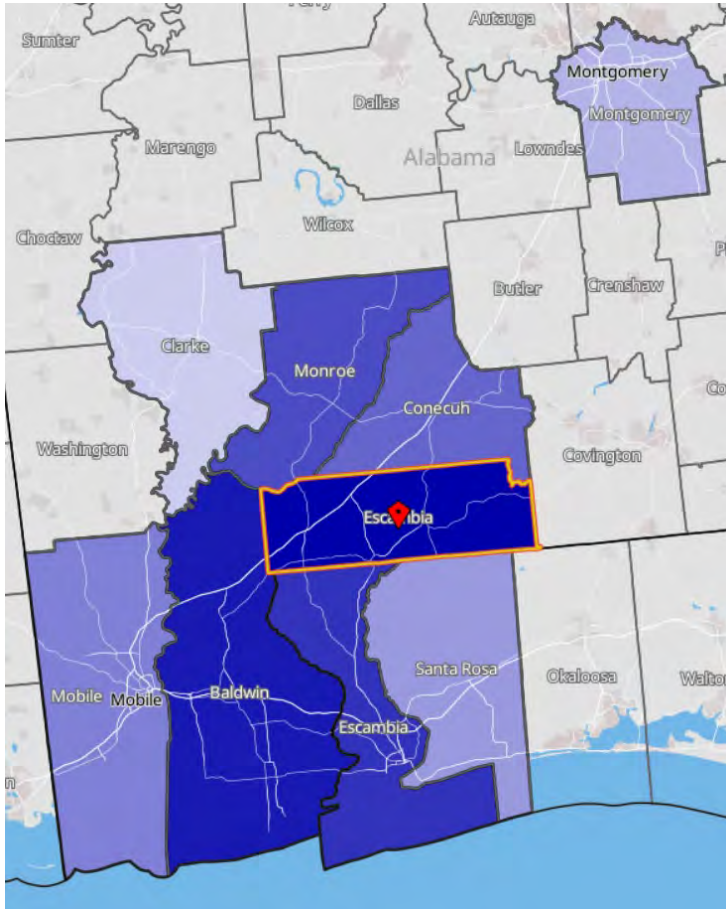 Autauga
Sumter
Montgomery
Dallas
Montgomery
Marengo
Lowndes
Alabama
Wilcox
Choctaw
Butler
Crenshaw
Clarke
Monroe
Conecuh
Washington
Covington
Escambia
Santa Rosa
Okaloosa
Mobile
Mobile
Baldwin
Escambia